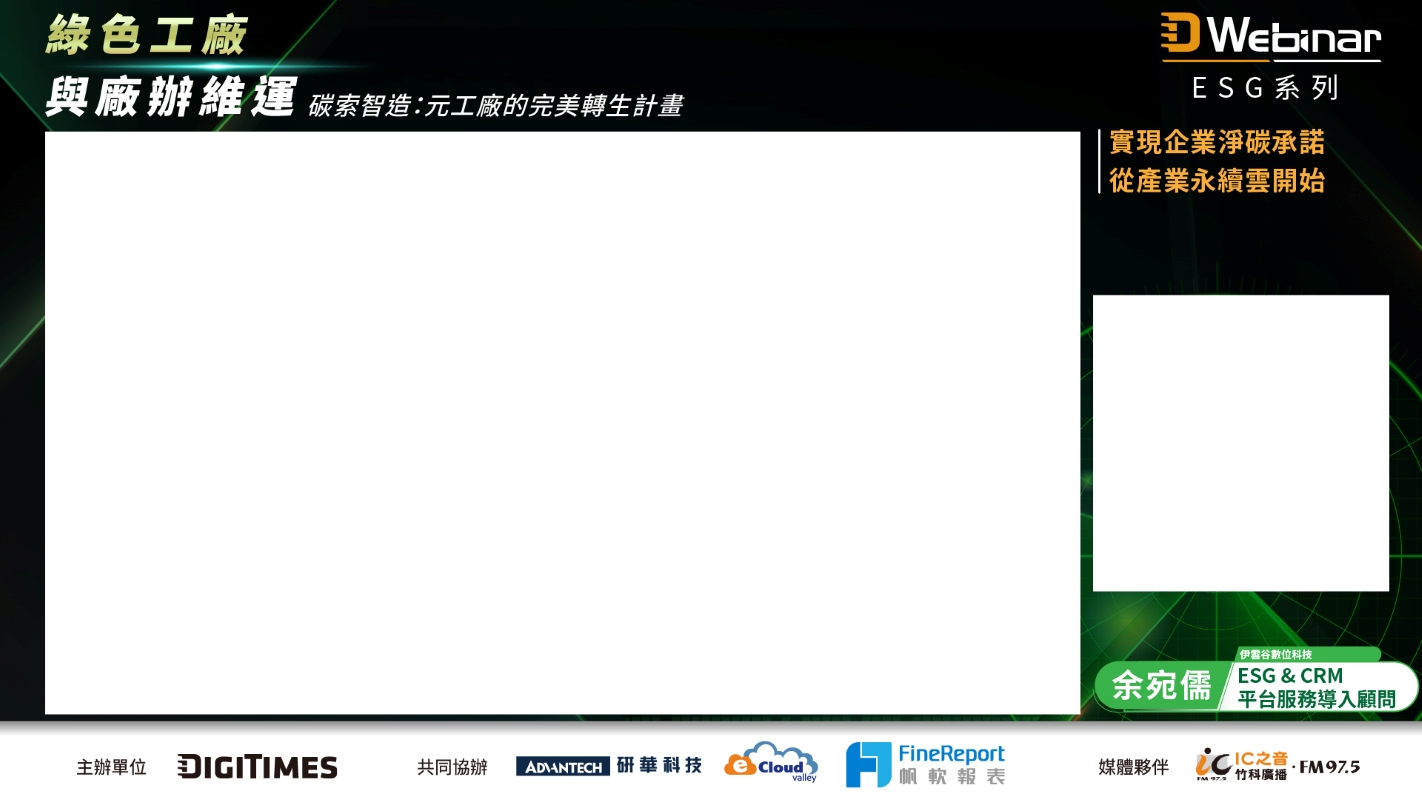 綠色工廠
與廠辦維運 碳索智造：元工廠的完美轉生計畫
D Webinar
ESG系列
實現企業淨碳承諾
從產業永續雲開始
伊雲谷數位科技
余宛儒
ESG & CRM
平台服務導入顧問
主辦單位 DIGITIMES 共同協辦 ADVANTECH 研華科技 eCloud valley FineReport 帆軟報表 媒體夥伴 iC FM 97.5 IC之音 竹科廣播·FM97.5